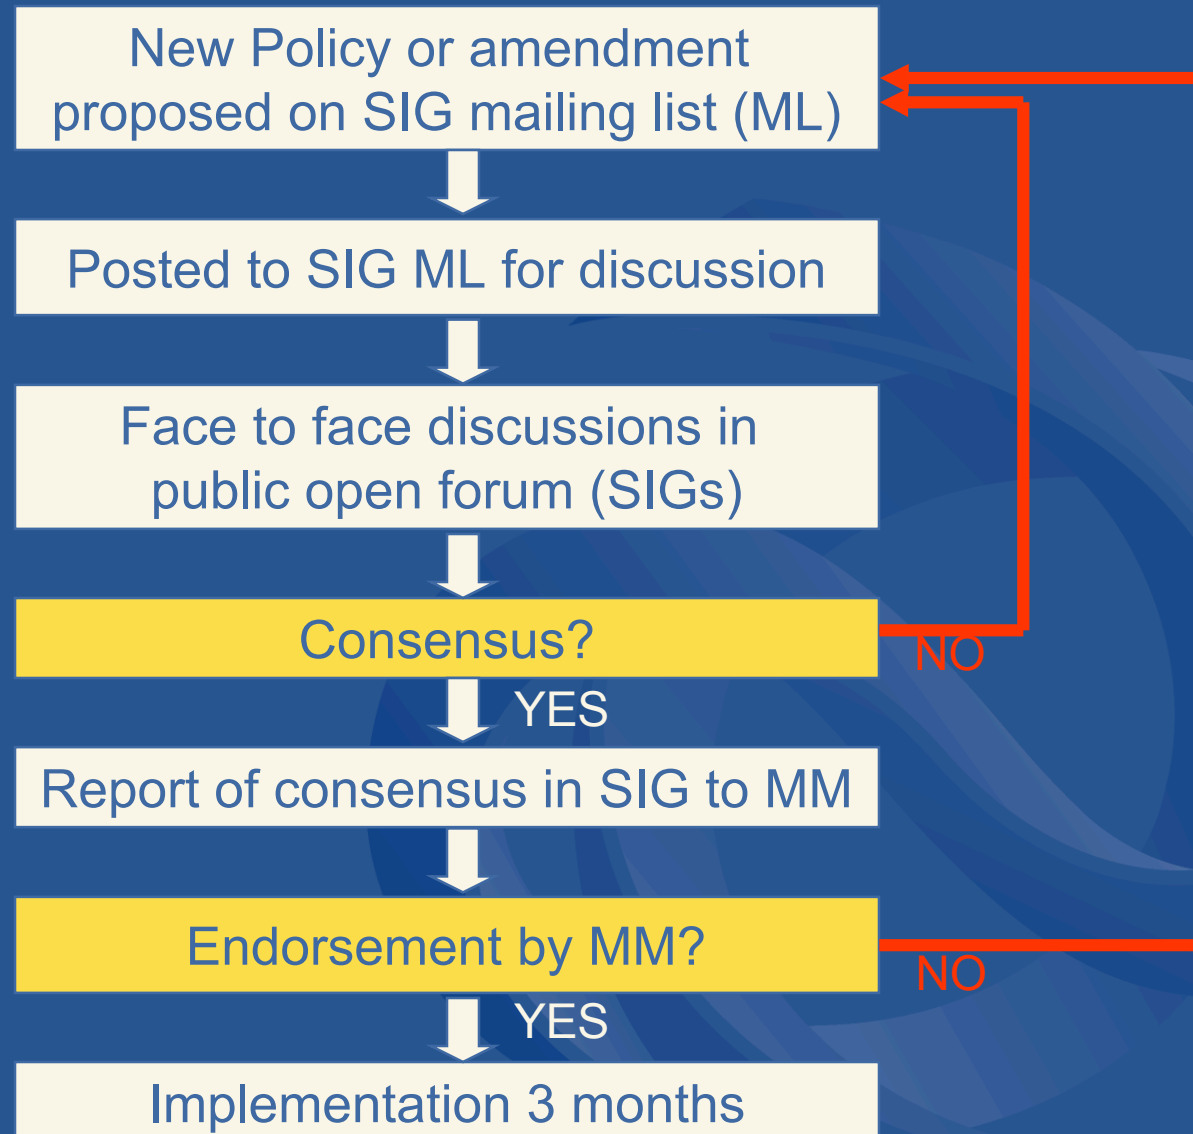 New Policy or amendment
proposed on SIG mailing list (ML)
Posted to SIG ML for discussion
Face to face discussions in
public open forum (SIGs)
Consensus?
NO
YES
Report of consensus in SIG to MM
Endorsement by MM?
NO
YES
Implementation 3 months